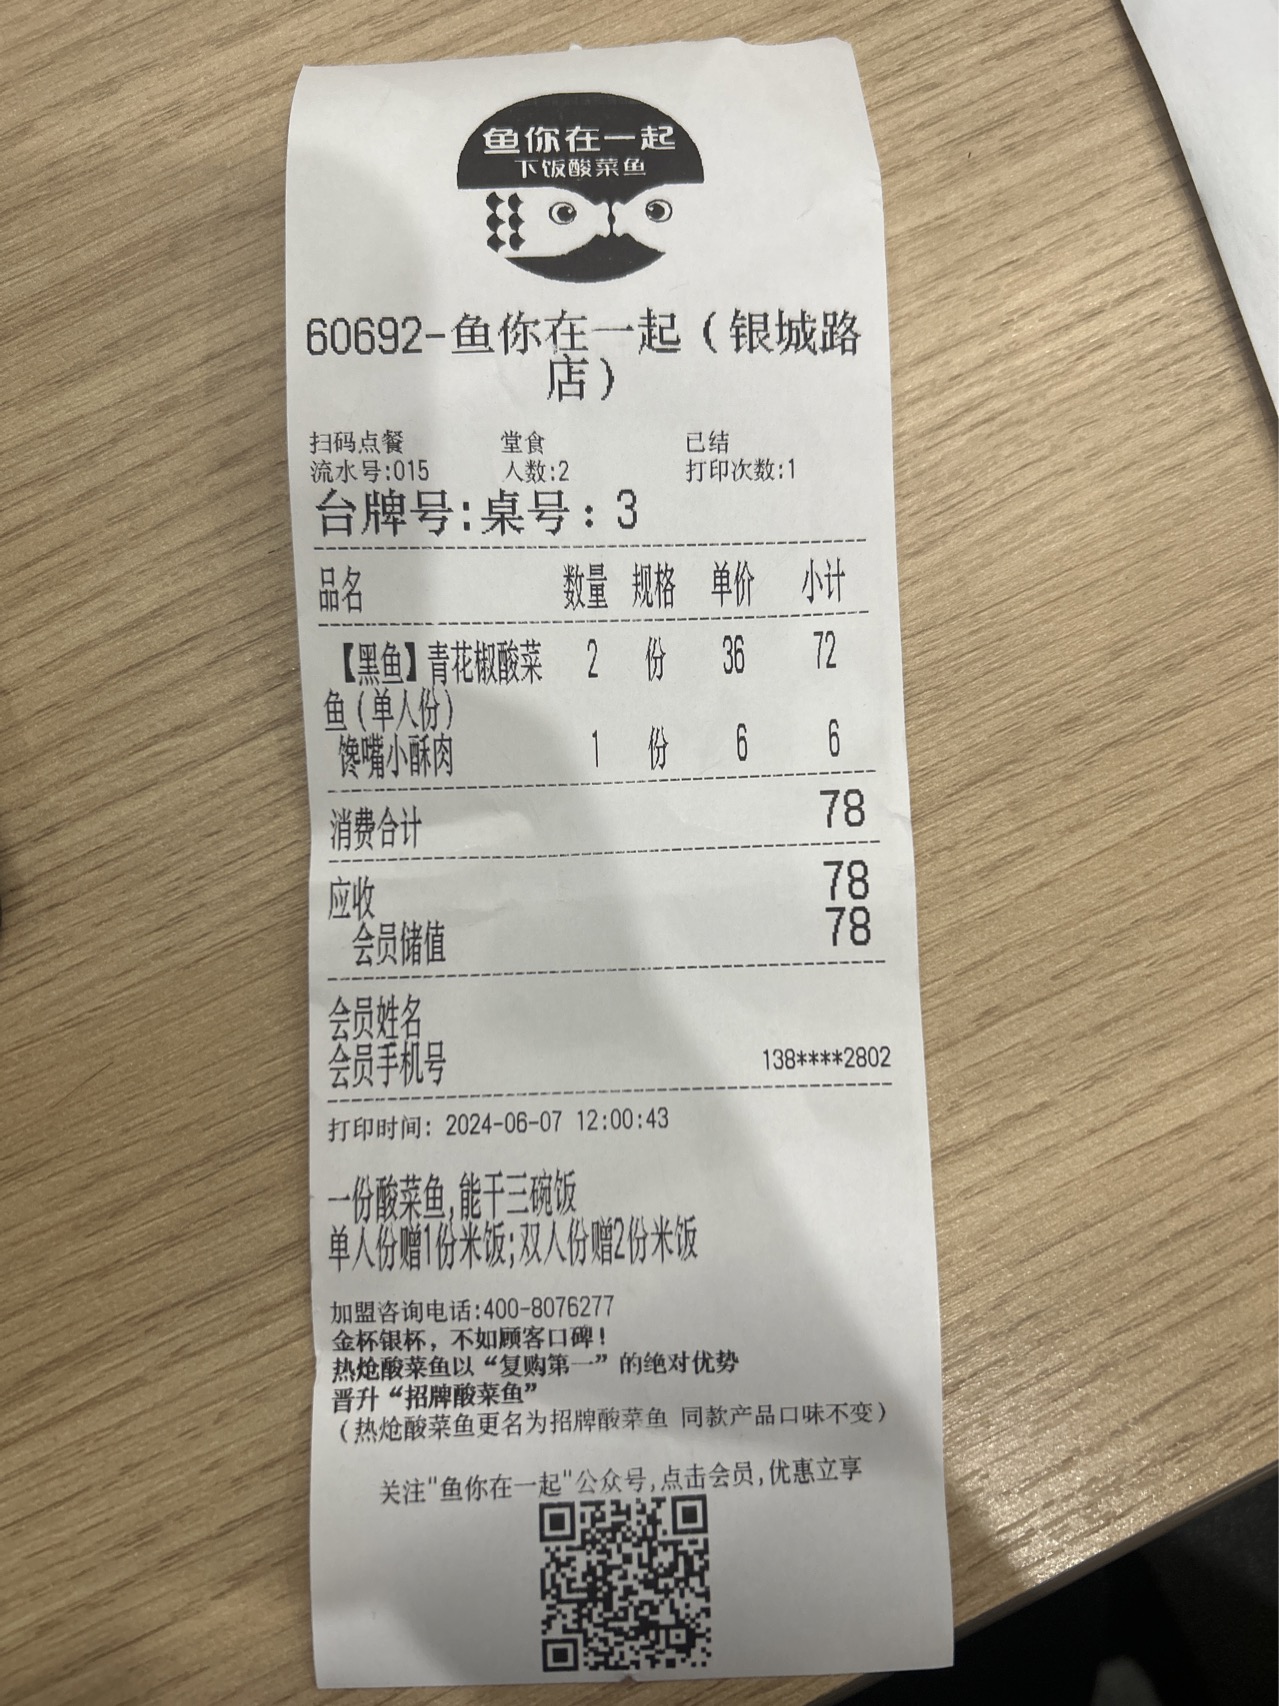 鱼你在一起
下饭酸菜鱼
60692-鱼你在一起（银城路
店）
扫码点餐 堂食 已结
流水号:015 人数:2 打印次数:1
台牌号:桌号：3
品名 数量 规格 单价 小计
【黑鱼】青花椒酸菜 2 份 36 72
鱼(单人份)
馋嘴小酥肉 1 份 6 6
消费合计 78
应收 78
会员储值 78
会员姓名
会员手机号 138****2802
打印时间: 2024-06-07 12:00:43
一份酸菜鱼,能干三碗饭
单人份赠1份米饭;双人份赠2份米饭
加盟咨询电话:400-8076277
金杯银杯，不如顾客口碑！
热炝酸菜鱼以“复购第一”的绝对优势
晋升“招牌酸菜鱼”
（热炝酸菜鱼更名为招牌酸菜鱼 同款产品口味不变）
关注"鱼你在一起"公众号,点击会员,优惠立享